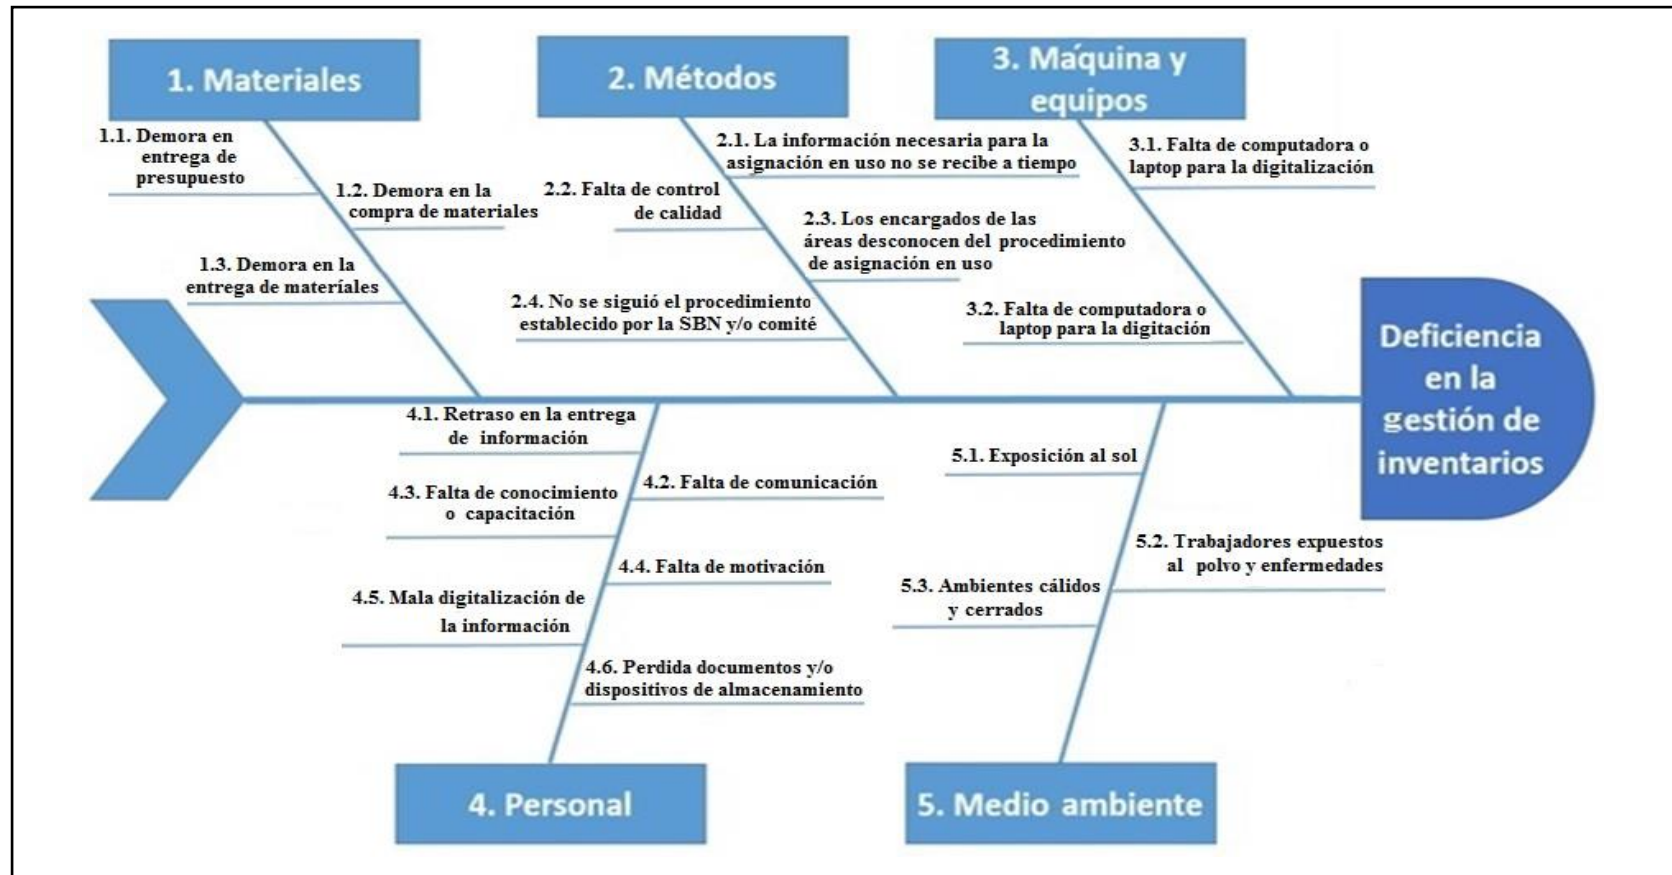 1. Materiales
1.1. Demora en
entrega de
presupuesto
1.2. Demora en la
compra de materiales
1.3. Demora en la
entrega de materíales
2. Métodos
2.1. La información necesaria para la
asignación en uso no se recibe a tiempo
2.2. Falta de control
de calidad
2.3. Los encargados de las
áreas desconocen del procedimiento
de asignación en uso
2.4. No se siguió el procedimiento
establecido por la SBN y/o comité
3. Máquina y
equipos
3.1. Falta de computadora o
laptop para la digitalización
3.2. Falta de computadora o
laptop para la digitación
Deficiencia
en la
gestión de
inventarios
4.1. Retraso en la entrega
de información
4.2. Falta de comunicación
4.3. Falta de conocimiento
o capacitación
4.4. Falta de motivación
4.5. Mala digitalización de
la información
4.6. Perdida documentos y/o
dispositivos de almacenamiento
4. Personal
5.1. Exposición al sol
5.2. Trabajadores expuestos
al polvo y enfermedades
5.3. Ambientes cálidos
y cerrados
5. Medio ambiente